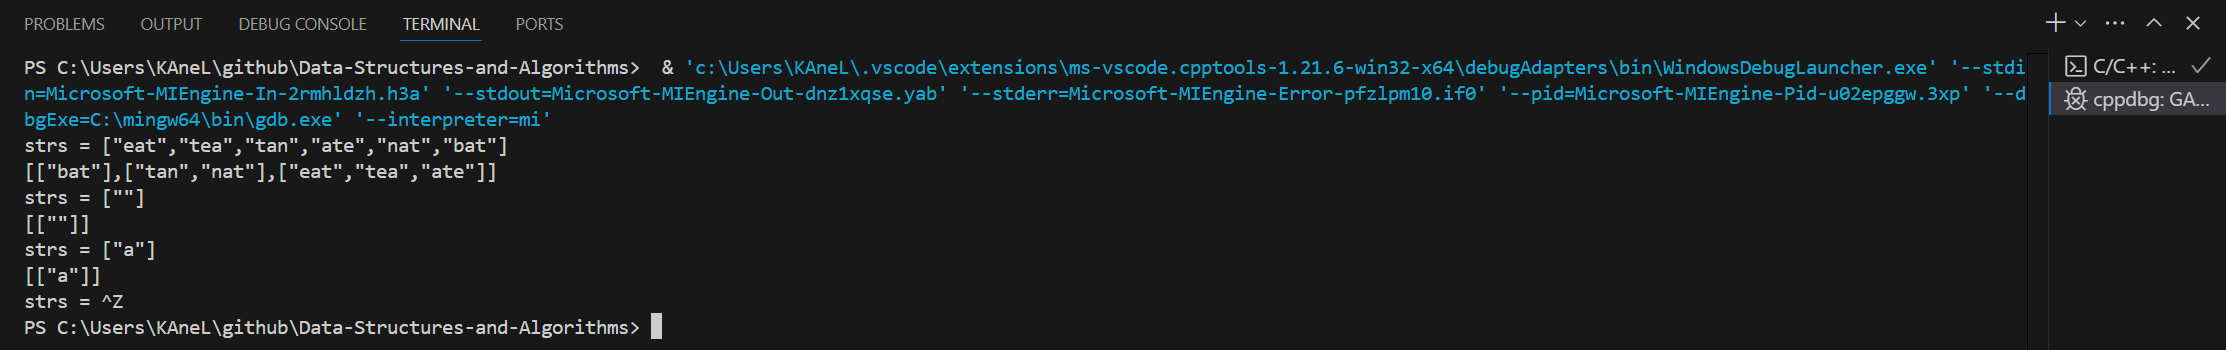 PROBLEMS OUTPUT DEBUG CONSOLE TERMINAL PORTS
PS C:\Users\KAneL\github\Data-Structures-and-Algorithms>  & 'c:\Users\KAneL\.vscode\extensions\ms-vscode.cpptools-1.21.6-win32-x64\debugAdapters\bin\WindowsDebugLauncher.exe' '--stdi
n=Microsoft-MIEngine-In-2rmhldzh.h3a' '--stdout=Microsoft-MIEngine-Out-dnz1xqse.yab' '--stderr=Microsoft-MIEngine-Error-pfzlpm10.if0' '--pid=Microsoft-MIEngine-Pid-u02epggw.3xp' '--d
bgExe=C:\mingw64\bin\gdb.exe' '--interpreter=mi'
strs = ["eat","tea","tan","ate","nat","bat"]
[["bat"],["tan","nat"],["eat","tea","ate"]]
strs = [""]
[[""]]
strs = ["a"]
[["a"]]
strs = ^Z
PS C:\Users\KAneL\github\Data-Structures-and-Algorithms>
C/C++: ...
cppdbg: GA...